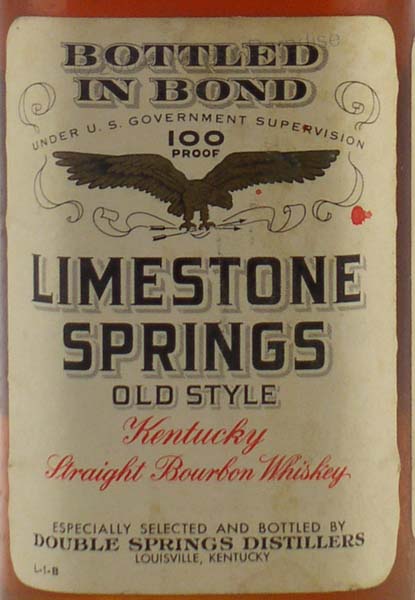 Paradise
BOTTLED
IN BOND
UNDER U. S. GOVERNMENT SUPERVISION
100
PROOF
LIMESTONE
SPRINGS
OLD STYLE
Kentucky
Straight Bourbon Whiskey
ESPECIALLY SELECTED AND BOTTLED BY
DOUBLE SPRINGS DISTILLERS
LOUISVILLE, KENTUCKY
L-1-B